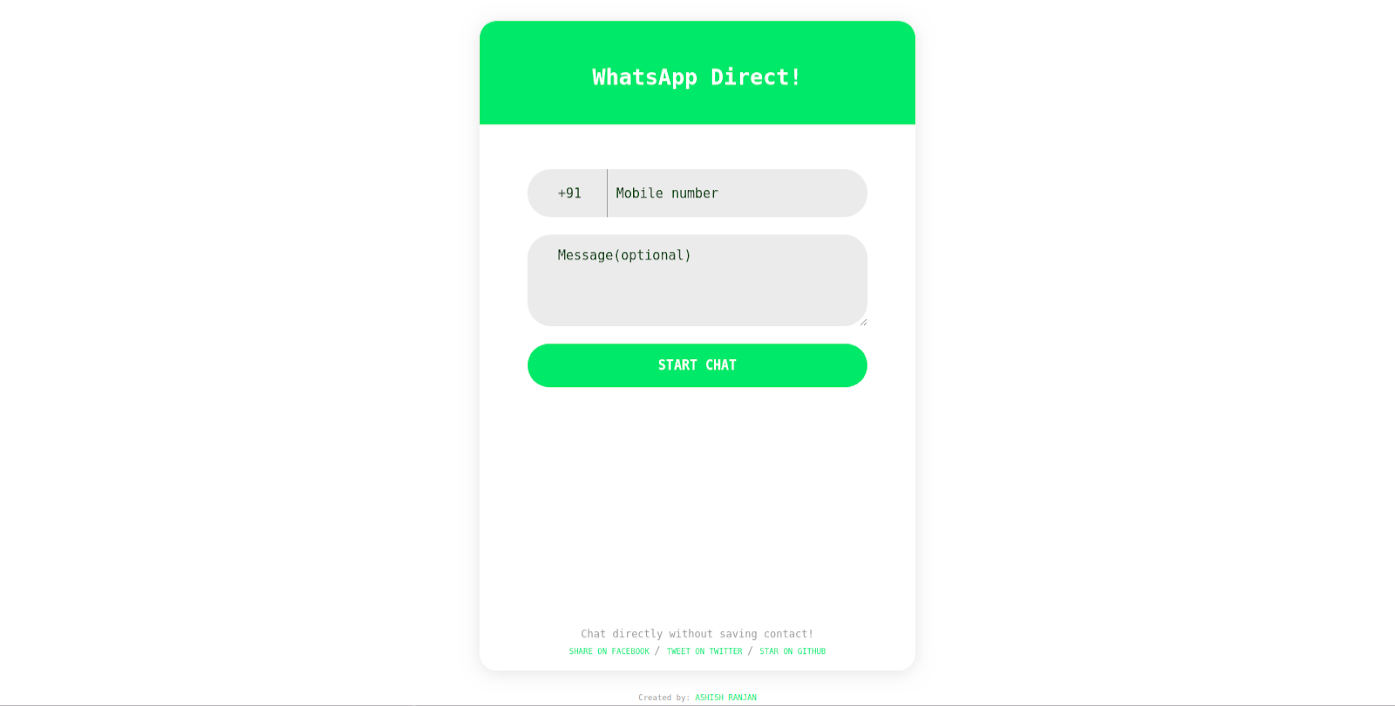 WhatsApp Direct!
+91 Mobile number
Message(optional)
START CHAT
Chat directly without saving contact!
SHARE ON FACEBOOK / TWEET ON TWITTER / STAR ON GITHUB
Created by: ASHISH RANJAN